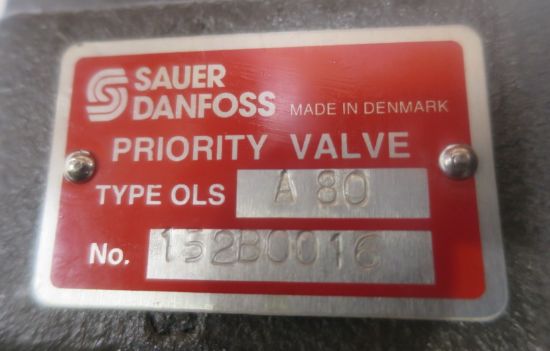 SAUER
DANFOSS MADE IN DENMARK
PRIORITY VALVE
TYPE OLS A 80
No. 152B0016